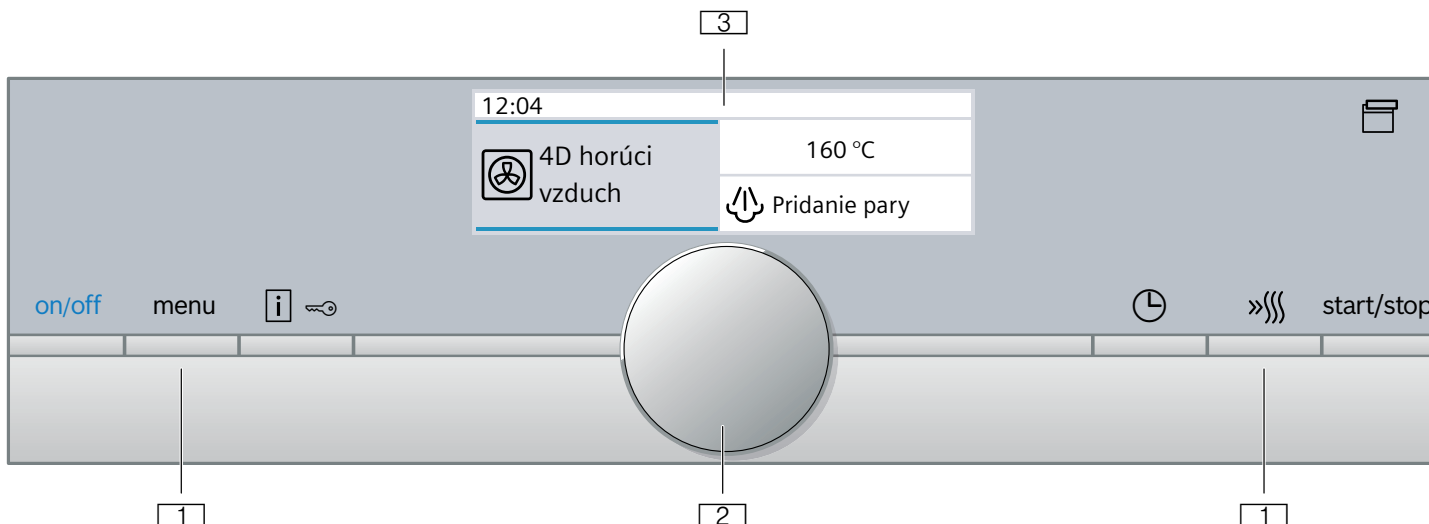 3
12:04
4D horúci
vzduch
160 °C
Pridanie pary
on/off
menu
i
start/stop
1
2
1